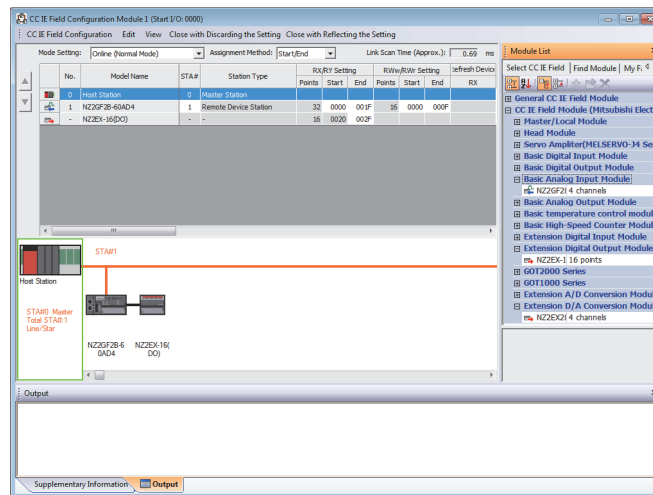 CC IE Field Configuration Module 1 (Start I/O: 0000)
CC IE Field Configuration Edit View Close with Discarding the Setting Close with Reflecting the Setting
Mode Setting: Online (Normal Mode) Assignment Method: Start/End Link Scan Time (Approx.): 0.69 ms
No. Model Name STA# Station Type RX/RY Setting RWw/RWr Setting Refresh Devic
Points Start End Points Start End RX
0 Host Station 0 Master Station
1 NZ2GF2B-60AD4 1 Remote Device Station 32 0000 001F 16 0000 000F
- NZ2EX-16(DO) - - 16 0020 002F
STA#1
Host Station
STA#0 Master
Total STA#:1
Line/Star
NZ2GF2B-6
0AD4
NZ2EX-16(
DO)
Module List
Select CC IE Field Find Module My F
General CC IE Field Module
CC IE Field Module (Mitsubishi Elect
Master/Local Module
Head Module
Servo Ampliter(MELSERVO-J4 Se
Basic Digital Input Module
Basic Digital Output Module
Basic Analog Input Module
NZ2GF2I 4 channels
Basic Analog Output Module
Basic temperature control modul
Basic High-Speed Counter Modul
Extension Digital Input Module
Extension Digital Output Module
NZ2EX-1 16 points
GOT2000 Series
GOT1000 Series
Extension A/D Conversion Modu
Extension D/A Conversion Modul
NZ2EX2I 4 channels
Output
Supplementary Information Output